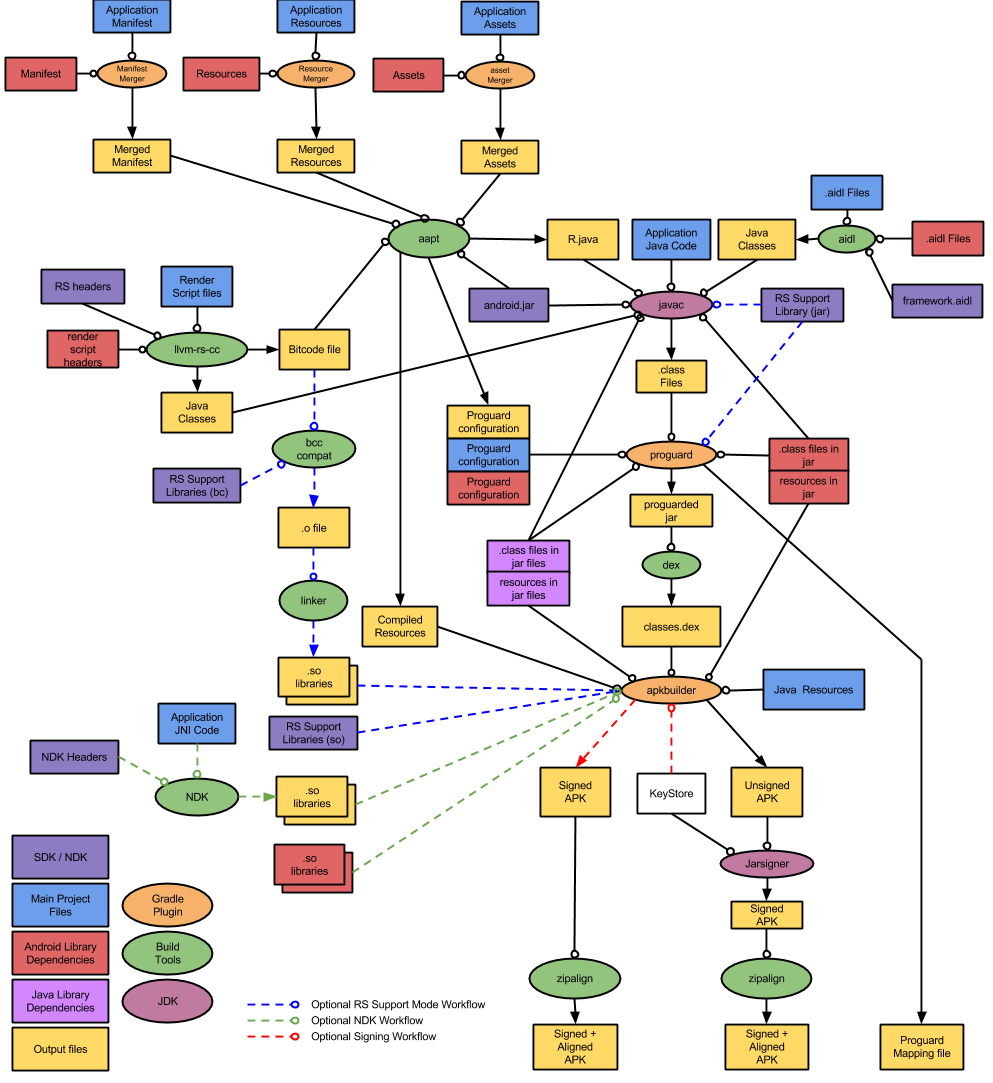 Application
Manifest
Application
Resources
Application
Assets
Manifest
Manifest
Merger
Resources
Resource
Merger
Assets
asset
Merger
Merged
Manifest
Merged
Resources
Merged
Assets
.aidl Files
aapt
R.java
Application
Java Code
Java
Classes
aidl
.aidl Files
RS headers
Render
Script files
android.jar
javac
RS Support
Library (jar)
framework.aidl
render
script
headers
llvm-rs-cc
Bitcode file
.class
Files
Java
Classes
Proguard
configuration
bcc
compat
Proguard
configuration
proguard
.class files in
jar
RS Support
Libraries (bc)
Proguard
configuration
resources in
jar
proguarded
jar
.o file
.class files in
jar files
dex
resources in
jar files
linker
Compiled
Resources
classes.dex
.so
libraries
apkbuilder
Java  Resources
Application
JNI Code
RS Support
Libraries (so)
NDK Headers
NDK
.so
libraries
Signed
APK
KeyStore
Unsigned
APK
.so
libraries
Jarsigner
SDK / NDK
Main Project
Files
Gradle
Plugin
Signed
APK
Android Library
Dependencies
Build
Tools
zipalign
zipalign
Java Library
Dependencies
JDK
Optional RS Support Mode Workflow
Optional NDK Workflow
Optional Signing Workflow
Output files
Signed +
Aligned
APK
Signed +
Aligned
APK
Proguard
Mapping file